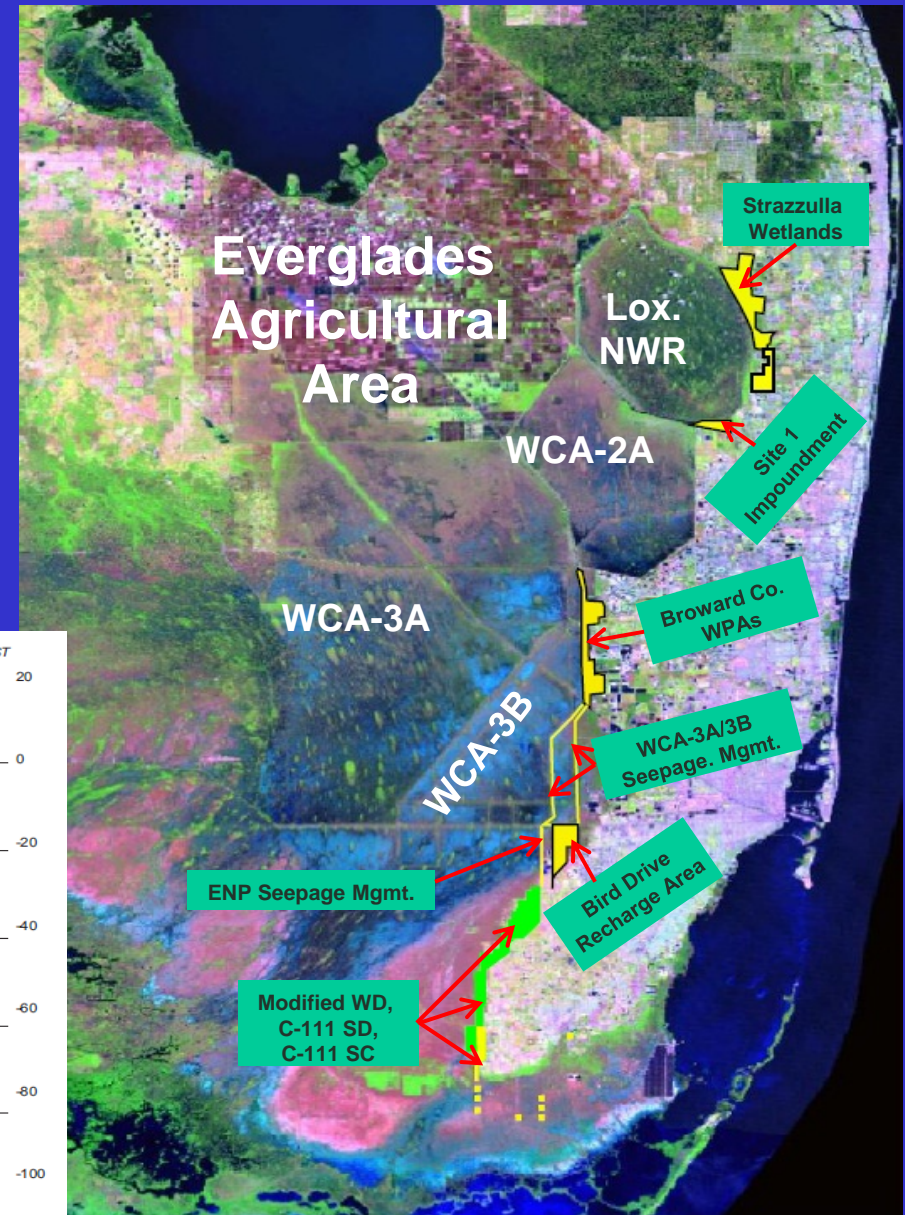 Strazzulla
Wetlands
Everglades
Agricultural
Area
Lox.
NWR
WCA-2A
Site 1
Impoundment
WCA-3A
Broward Co.
WPAs
WCA-3B
WCA-3A/3B
Seepage. Mgmt.
ST
20
0
-20
-40
-60
-80
-100
ENP Seepage Mgmt.
Bird Drive
Recharge Area
Modified WD,
C-111 SD,
C-111 SC